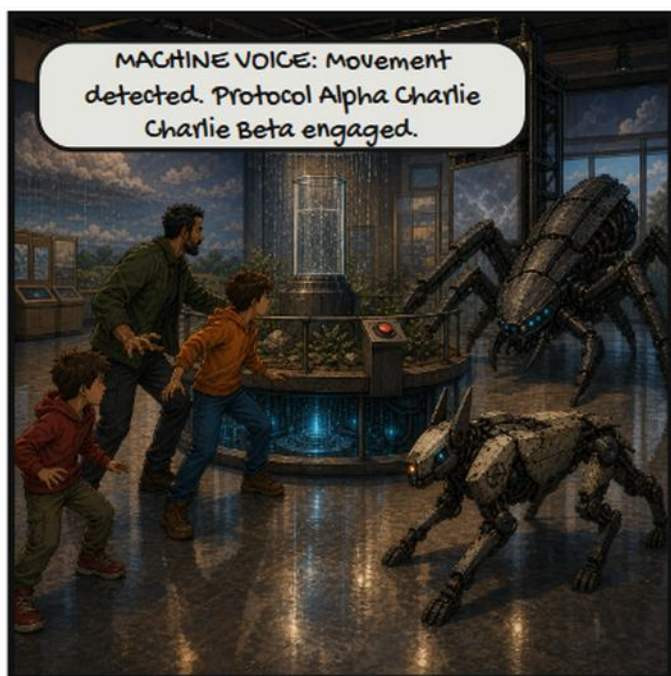 MACHINE VOICE: Movement
detected. Protocol Alpha Charlie
Charlie Beta engaged.